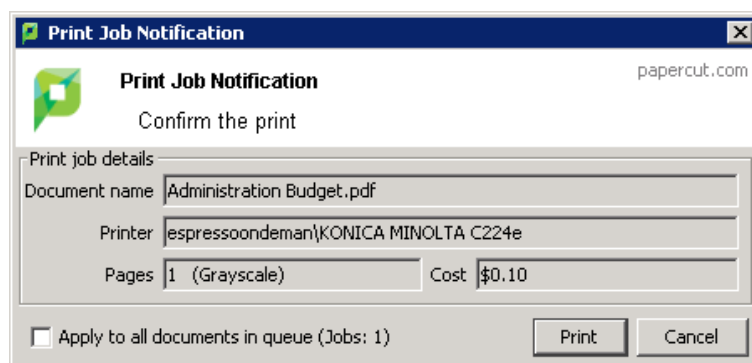 Print Job Notification
Print Job Notification
papercut.com
Confirm the print
Print job details
Document name Administration Budget.pdf
Printer espressoondeman\KONICA MINOLTA C224e
Pages 1 (Grayscale) Cost $0.10
Apply to all documents in queue (Jobs: 1) Print Cancel